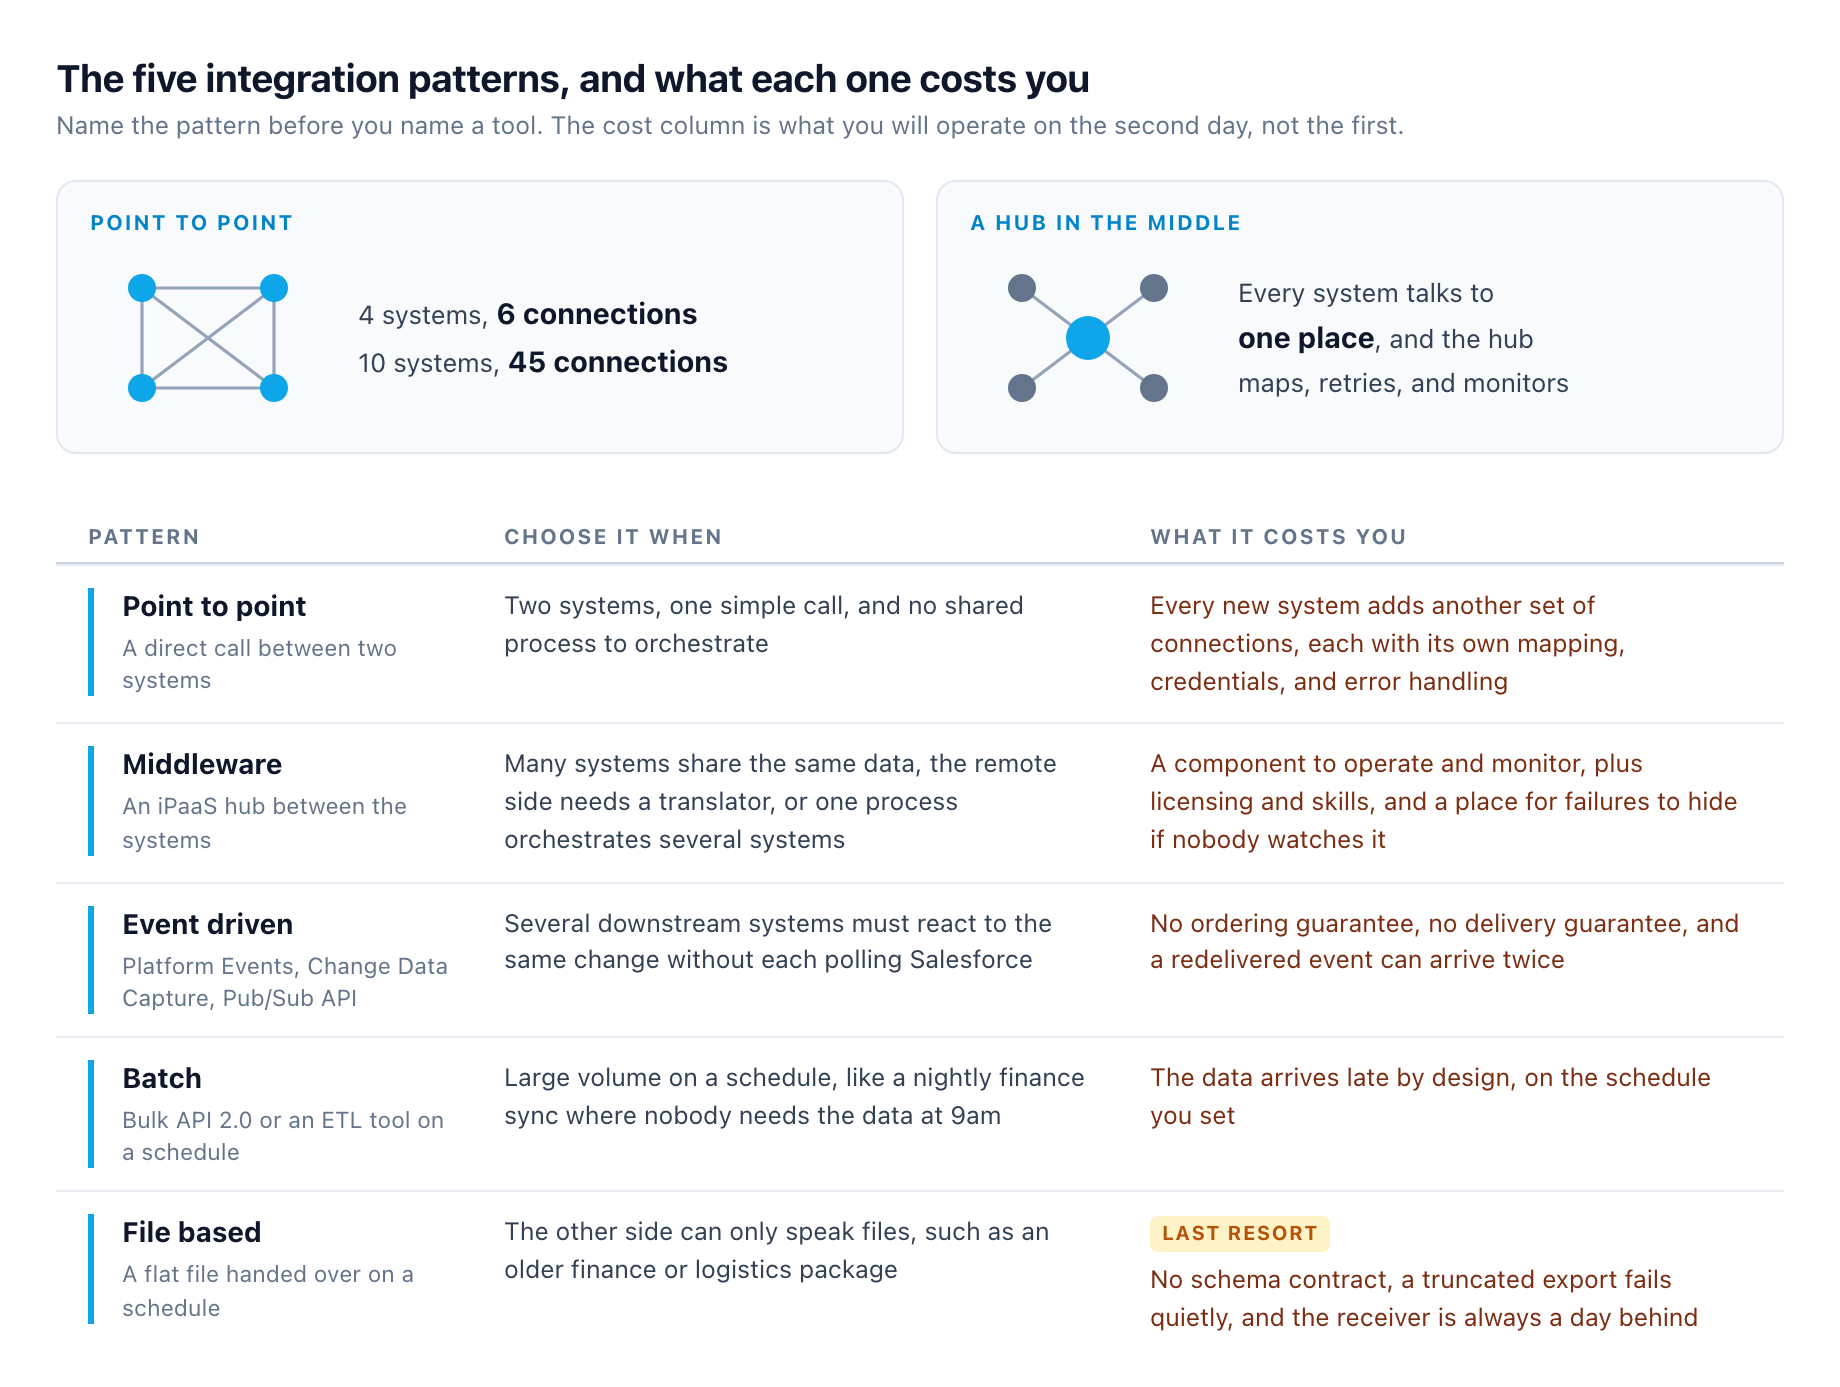 The five integration patterns, and what each one costs you
Name the pattern before you name a tool. The cost column is what you will operate on the second day, not the first.
POINT TO POINT
4 systems, 6 connections
10 systems, 45 connections
A HUB IN THE MIDDLE
Every system talks to
one place, and the hub
maps, retries, and monitors
PATTERN
CHOOSE IT WHEN
WHAT IT COSTS YOU
Point to point
A direct call between two
systems
Two systems, one simple call, and no shared
process to orchestrate
Every new system adds another set of
connections, each with its own mapping,
credentials, and error handling
Middleware
An iPaaS hub between the
systems
Many systems share the same data, the remote
side needs a translator, or one process
orchestrates several systems
A component to operate and monitor, plus
licensing and skills, and a place for failures to hide
if nobody watches it
Event driven
Platform Events, Change Data
Capture, Pub/Sub API
Several downstream systems must react to the
same change without each polling Salesforce
No ordering guarantee, no delivery guarantee, and
a redelivered event can arrive twice
Batch
Bulk API 2.0 or an ETL tool on
a schedule
Large volume on a schedule, like a nightly finance
sync where nobody needs the data at 9am
The data arrives late by design, on the schedule
you set
File based
A flat file handed over on a
schedule
The other side can only speak files, such as an
older finance or logistics package
LAST RESORT
No schema contract, a truncated export fails
quietly, and the receiver is always a day behind